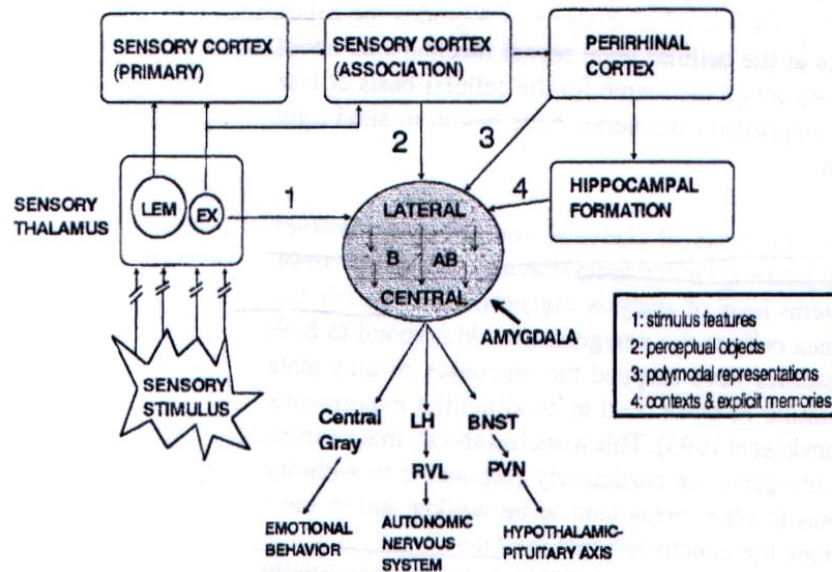 SENSORY CORTEX
(PRIMARY)
SENSORY CORTEX
(ASSOCIATION)
PERIRHINAL
CORTEX
2
3
4
HIPPOCAMPAL
FORMATION
SENSORY
THALAMUS
LEM
EX
1
LATERAL
B
AB
CENTRAL
AMYGDALA
1: stimulus features
2: perceptual objects
3: polymodal representations
4: contexts & explicit memories
SENSORY
STIMULUS
Central
Gray
LH
BNST
RVL
PVN
EMOTIONAL
BEHAVIOR
AUTONOMIC
NERVOUS
SYSTEM
HYPOTHALAMIC-
PITUITARY AXIS